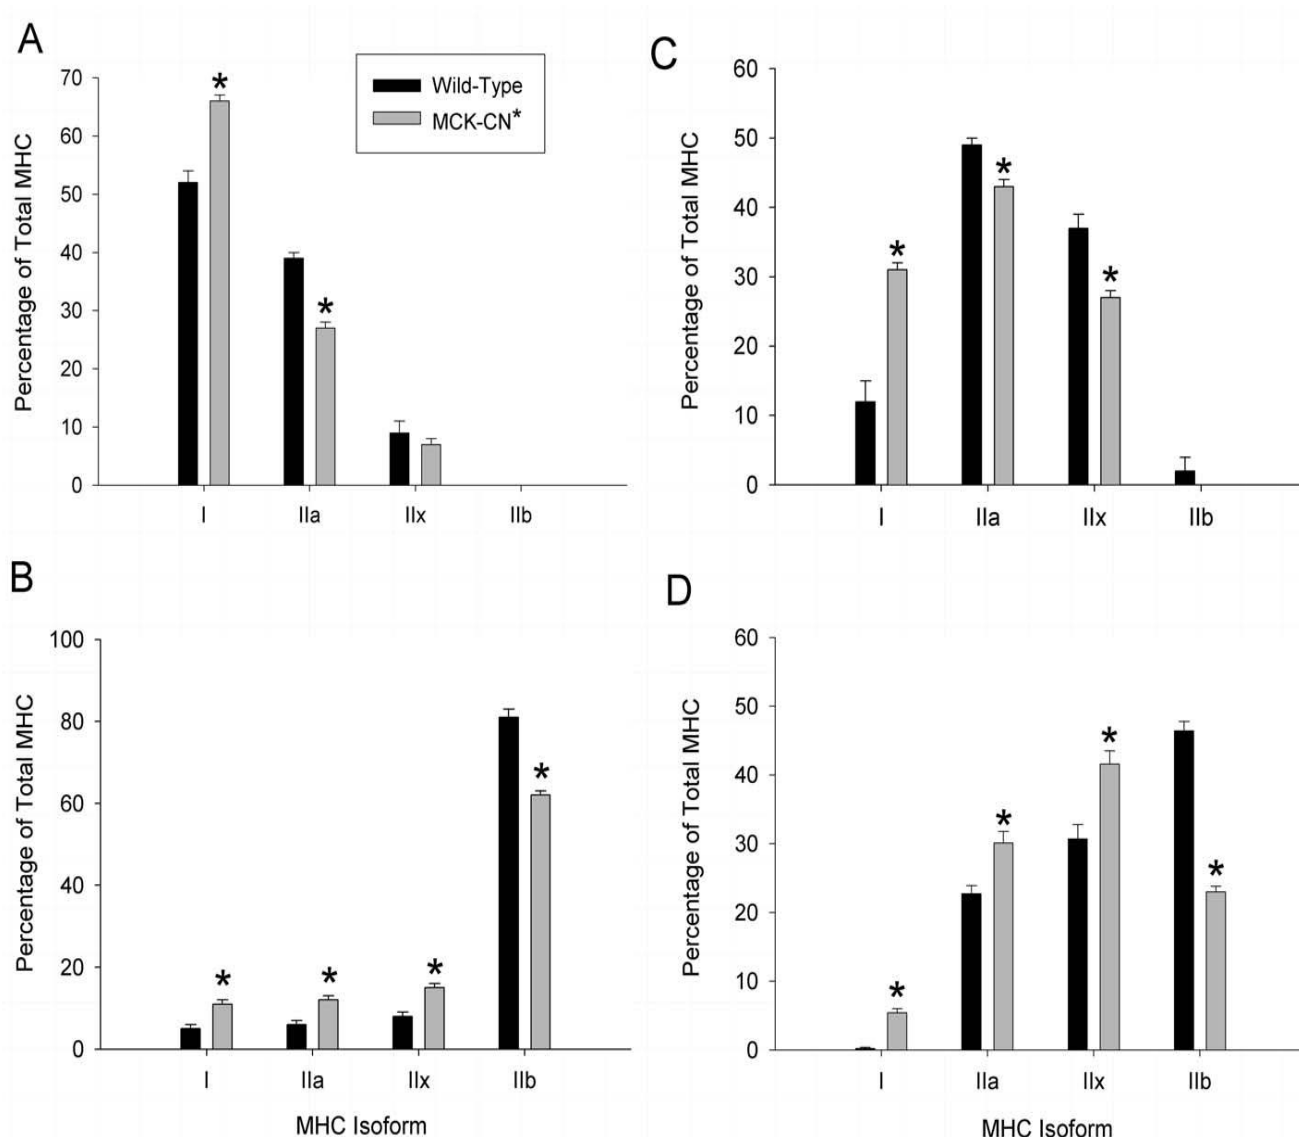 A
Percentage of Total MHC
70
60
50
40
30
20
10
0
*
*
I IIa IIx IIb
Wild-Type
MCK-CN*
C
Percentage of Total MHC
60
50
40
30
20
10
0
*
*
*
I IIa IIx IIb
B
Percentage of Total MHC
100
80
60
40
20
0
*
*
*
*
I IIa IIx IIb
MHC Isoform
D
Percentage of Total MHC
60
50
40
30
20
10
0
*
*
*
*
I IIa IIx IIb
MHC Isoform